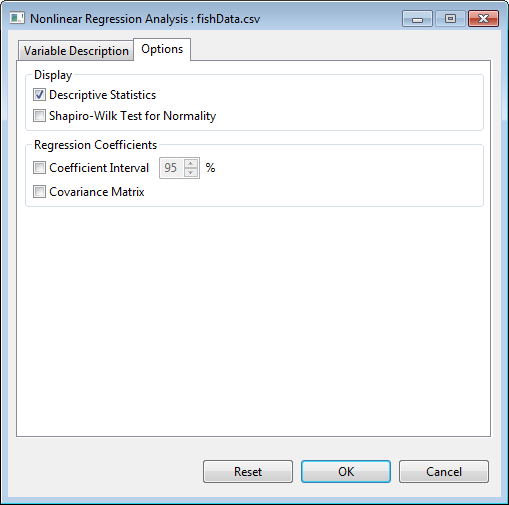 Nonlinear Regression Analysis : fishData.csv
Variable Description Options
Display
Descriptive Statistics
Shapiro-Wilk Test for Normality
Regression Coefficients
Coefficient Interval 95 %
Covariance Matrix
Reset OK Cancel